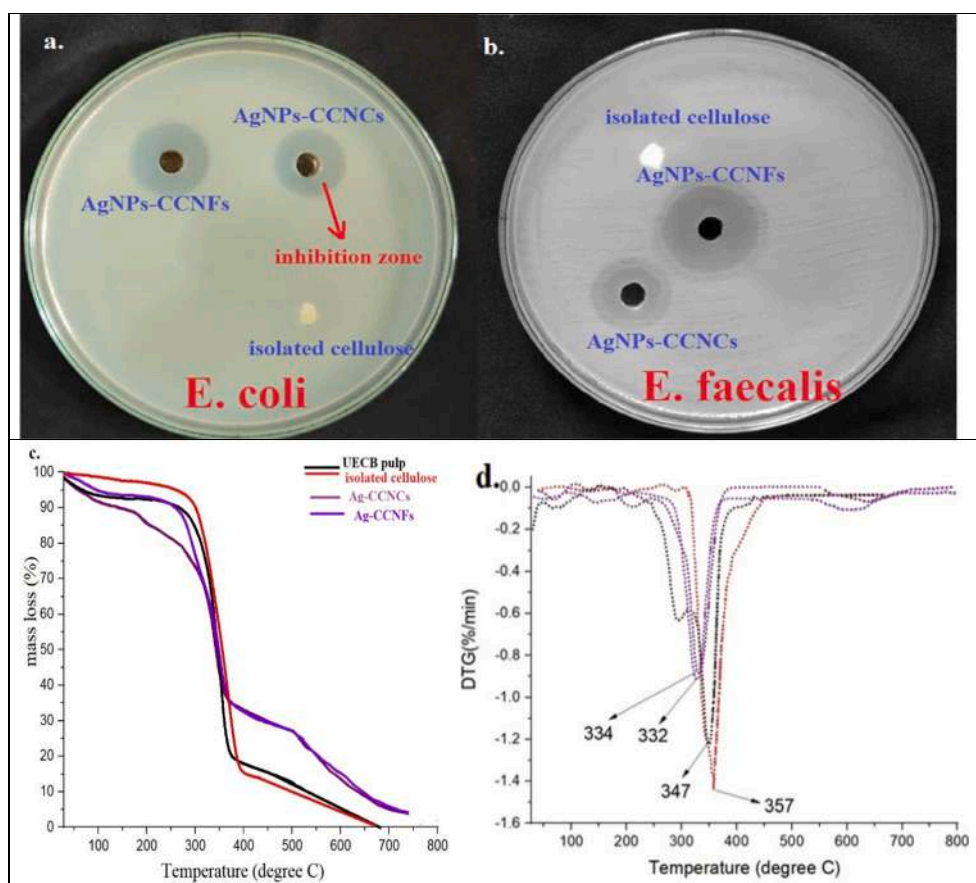 a.
AgNPs-CCNCs
AgNPs-CCNFs
inhibition zone
isolated cellulose
E. coli
b.
isolated cellulose
AgNPs-CCNFs
AgNPs-CCNCs
E. faecalis
c.
UECB pulp
isolated cellulose
Ag-CCNCs
Ag-CCNFs
100
90
80
70
60
50
40
30
20
10
0
mass loss (%)
100 200 300 400 500 600 700 800
Temperature (degree C)
d.
0.0
-0.2
-0.4
-0.6
-0.8
-1.0
-1.2
-1.4
-1.6
DTG(%/min)
334
332
347
357
100 200 300 400 500 600 700 800
Temperature (degree C)